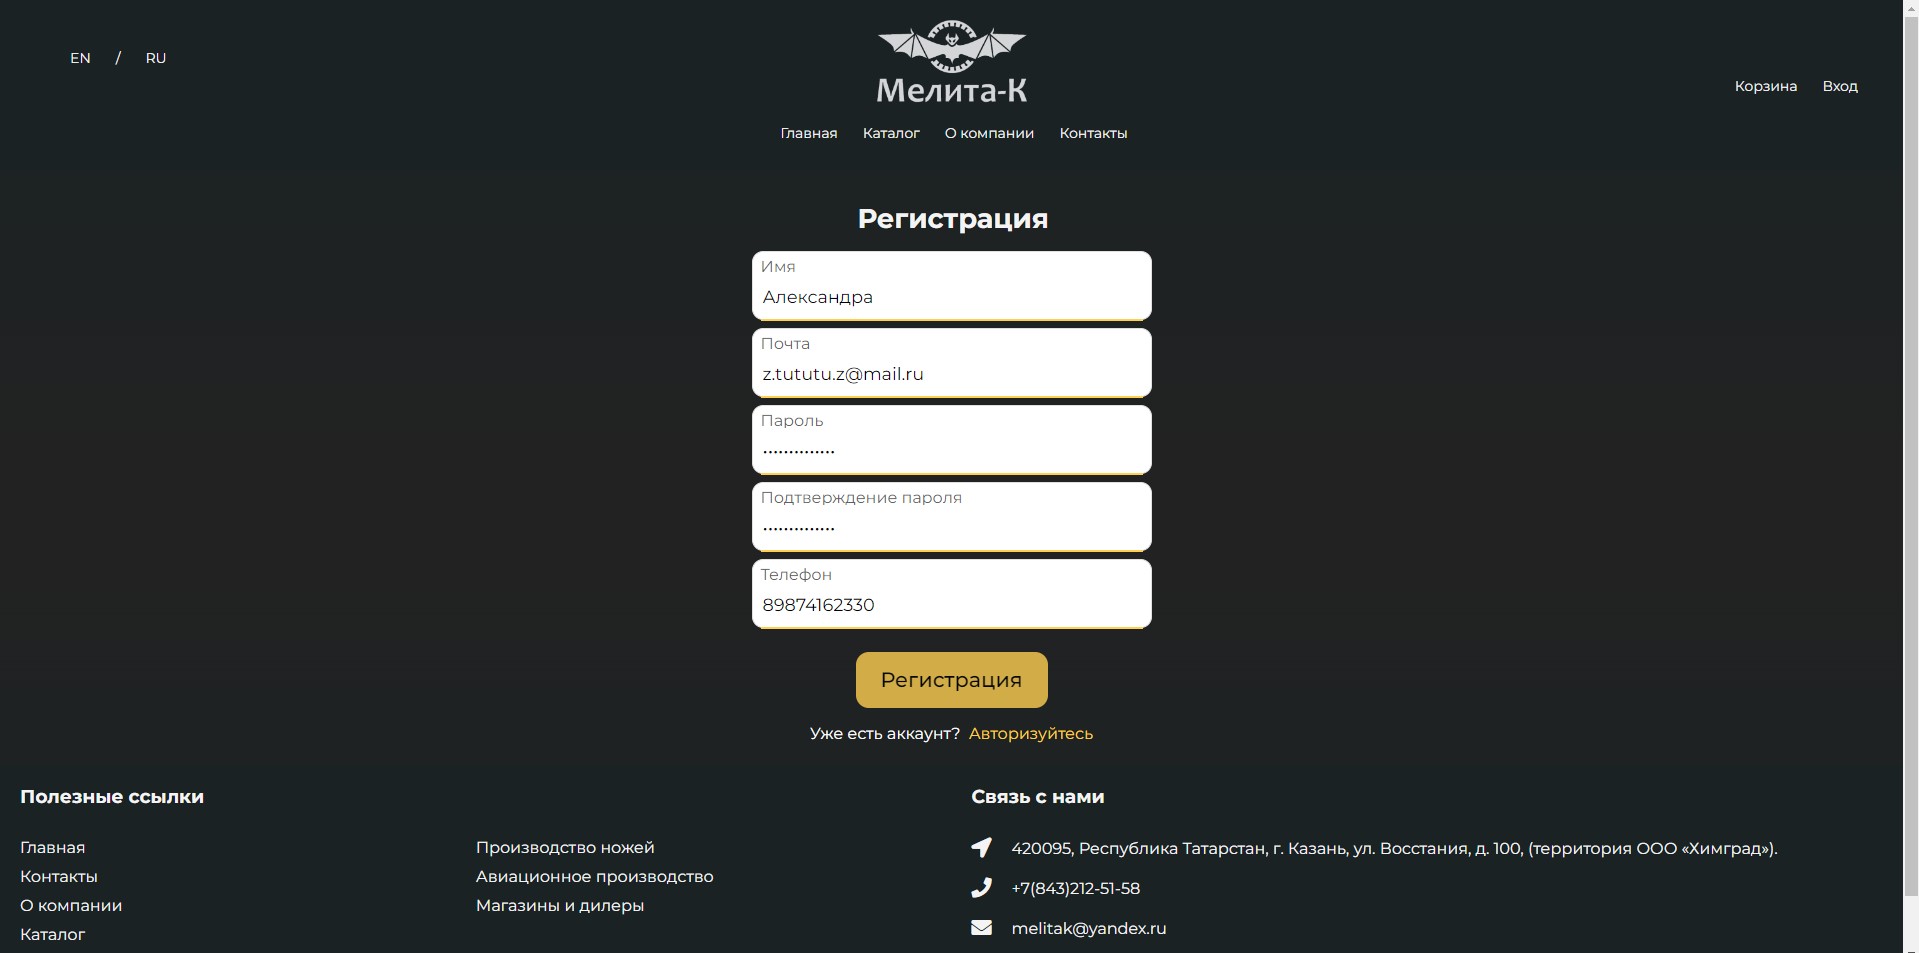 EN / RU
Мелита-К
Корзина Вход
Главная Каталог О компании Контакты
Регистрация
Имя
Александра
Почта
z.tututu.z@mail.ru
Пароль
••••••••••••••
Подтверждение пароля
••••••••••••••
Телефон
89874162330
Регистрация
Уже есть аккаунт? Авторизуйтесь
Полезные ссылки
Главная
Контакты
О компании
Каталог
Производство ножей
Авиационное производство
Магазины и дилеры
Связь с нами
420095, Республика Татарстан, г. Казань, ул. Восстания, д. 100, (территория ООО «Химград»).
+7(843)212-51-58
melitak@yandex.ru